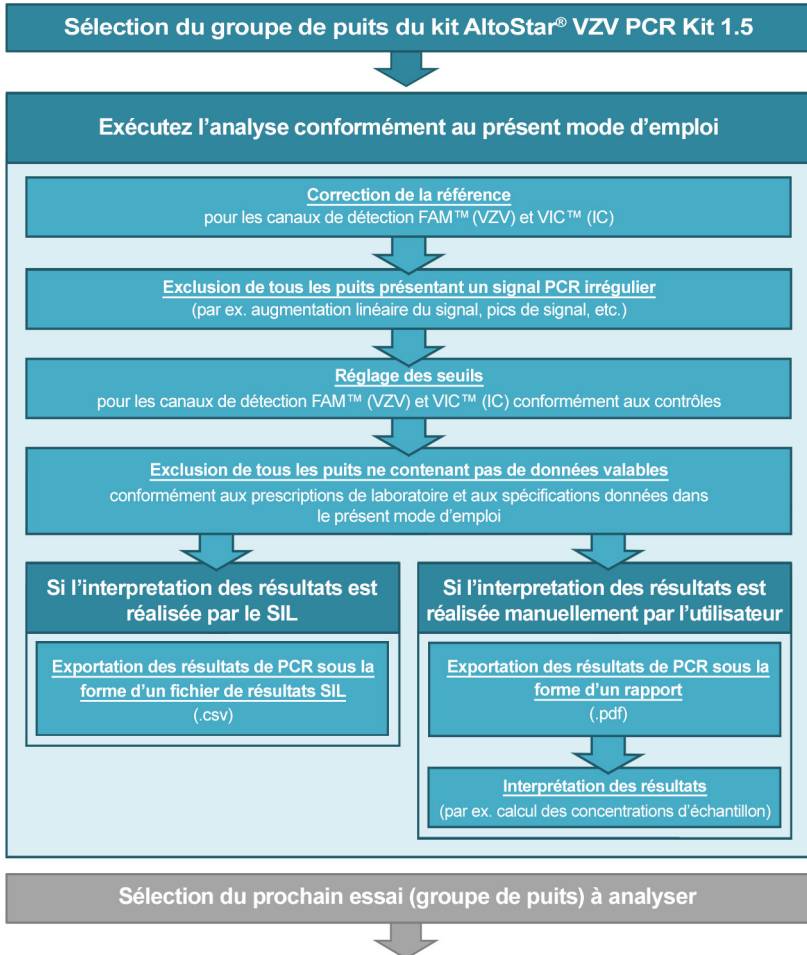 Sélection du groupe de puits du kit AltoStar® VZV PCR Kit 1.5
Exécutez l'analyse conformément au présent mode d'emploi
Correction de la référence
pour les canaux de détection FAM™ (VZV) et VIC™ (IC)
Exclusion de tous les puits présentant un signal PCR irrégulier
(par ex. augmentation linéaire du signal, pics de signal, etc.)
Réglage des seuils
pour les canaux de détection FAM™ (VZV) et VIC™ (IC) conformément aux contrôles
Exclusion de tous les puits ne contenant pas de données valables
conformément aux prescriptions de laboratoire et aux spécifications données dans
le présent mode d'emploi
Si l'interpretation des résultats est
réalisée par le SIL
Exportation des résultats de PCR sous la
forme d'un fichier de résultats SIL
(.csv)
Si l'interpretation des résultats est
réalisée manuellement par l'utilisateur
Exportation des résultats de PCR sous la
forme d'un rapport
(.pdf)
Interprétation des résultats
(par ex. calcul des concentrations d'échantillon)
Sélection du prochain essai (groupe de puits) à analyser